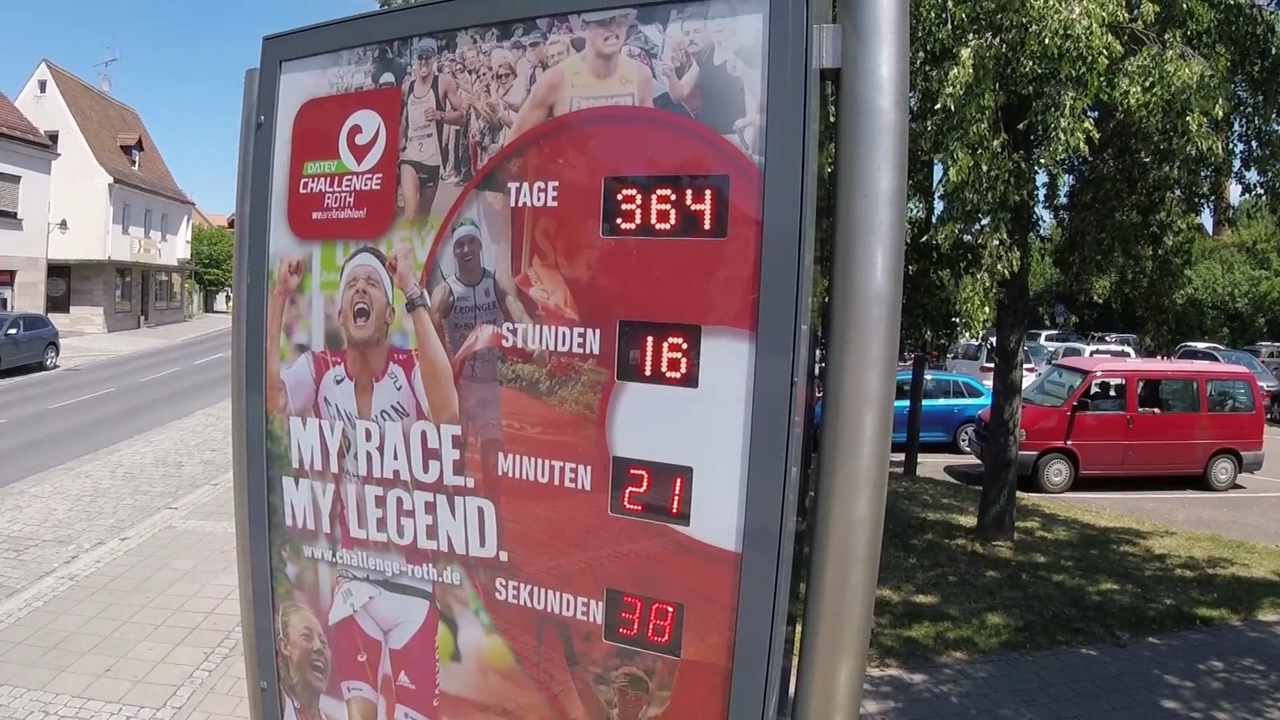 DATEV
CHALLENGE
ROTH
wearetriathlon!
TAGE 364
STUNDEN 16
MINUTEN 21
SEKUNDEN 38
MY RACE.
MY LEGEND.
www.challenge-roth.de
ERDINGER